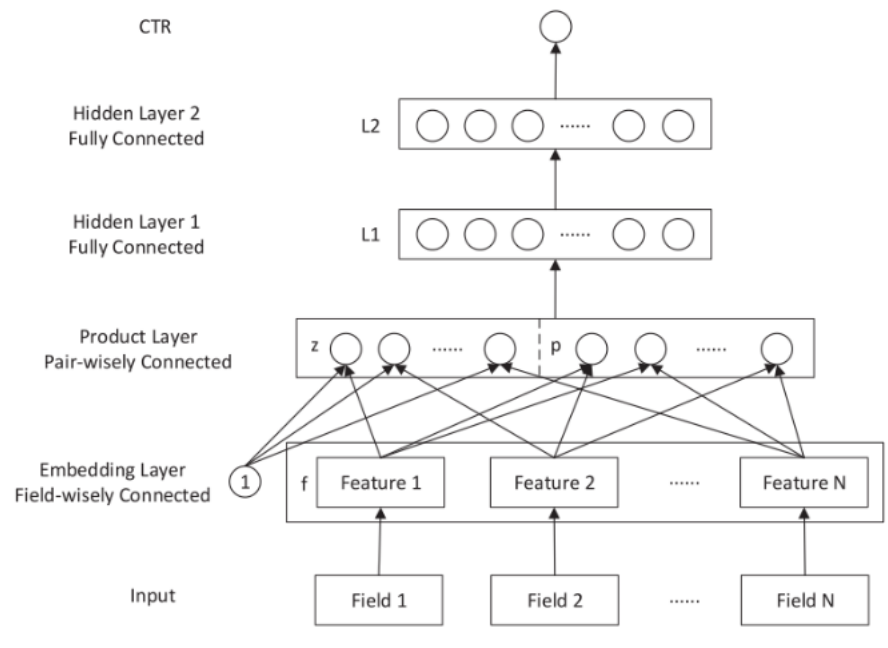 CTR
Hidden Layer 2
Fully Connected
L2
......
Hidden Layer 1
Fully Connected
L1
......
Product Layer
Pair-wisely Connected
z
......
p
......
Embedding Layer
Field-wisely Connected
1
f
Feature 1
Feature 2
......
Feature N
Input
Field 1
Field 2
......
Field N